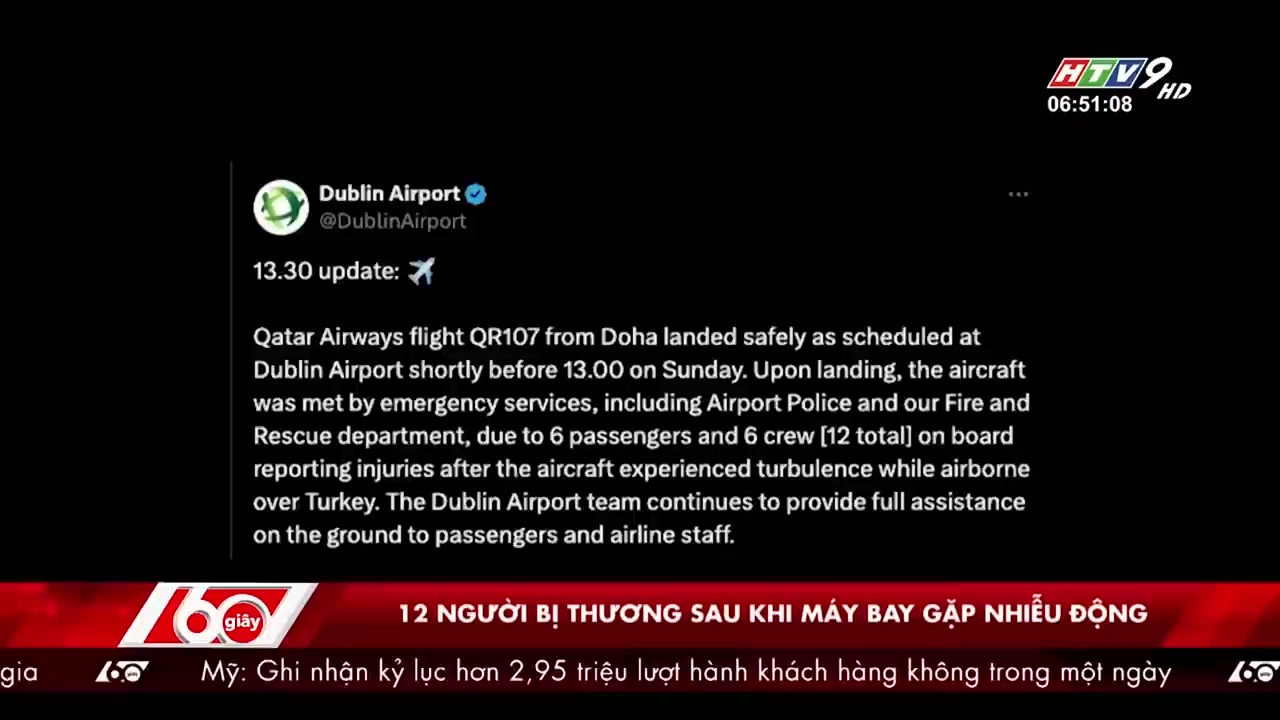 HTV9 HD
06:51:08
Dublin Airport
@DublinAirport
13.30 update: ✈️
Qatar Airways flight QR107 from Doha landed safely as scheduled at
Dublin Airport shortly before 13.00 on Sunday. Upon landing, the aircraft
was met by emergency services, including Airport Police and our Fire and
Rescue department, due to 6 passengers and 6 crew [12 total] on board
reporting injuries after the aircraft experienced turbulence while airborne
over Turkey. The Dublin Airport team continues to provide full assistance
on the ground to passengers and airline staff.
60 giây
12 NGƯỜI BỊ THƯƠNG SAU KHI MÁY BAY GẶP NHIỄU ĐỘNG
gia 60 giây Mỹ: Ghi nhận kỷ lục hơn 2,95 triệu lượt hành khách hàng không trong một ngày 60 giây